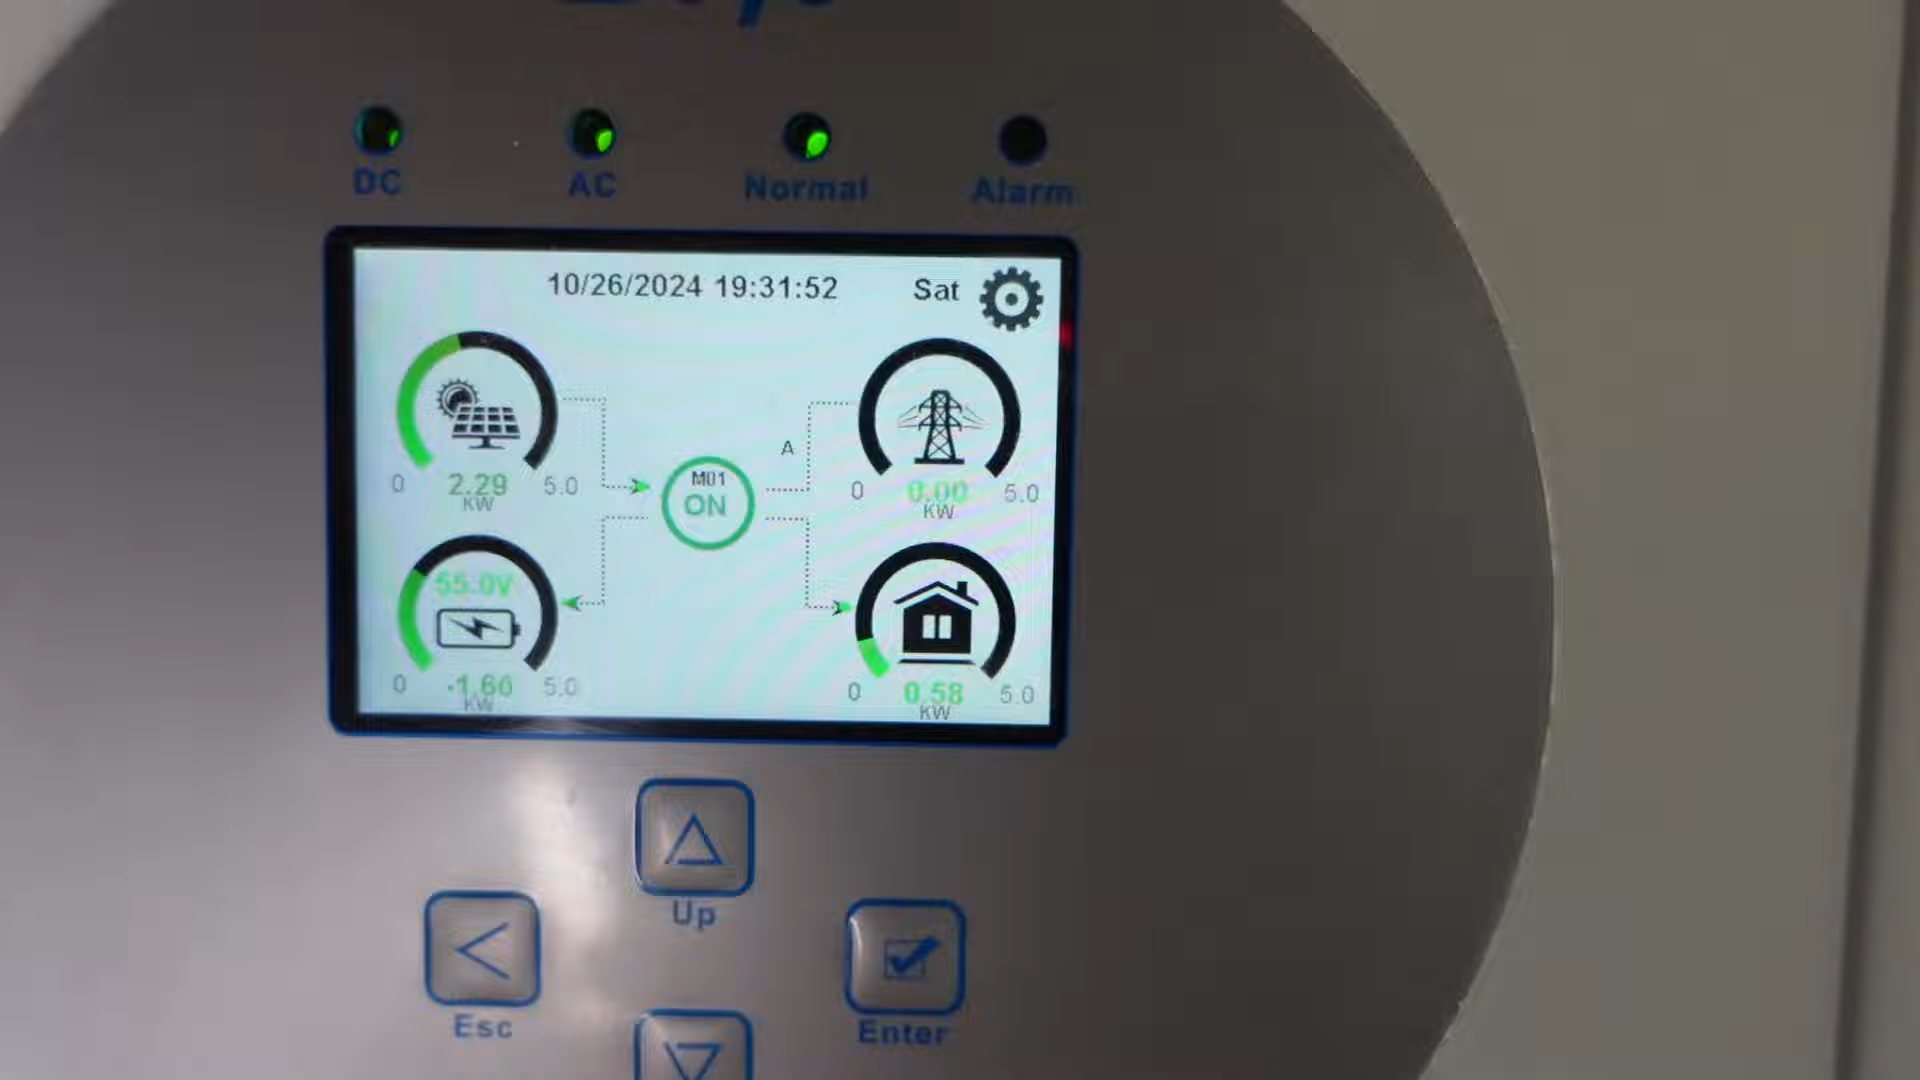 DC AC Normal Alarm
10/26/2024 19:31:52 Sat
A
M01
ON
0 2.29 5.0
KW
0 0.00 5.0
KW
55.0V
0 -1.60 5.0
KW
0 0.58 5.0
KW
Up
Esc
Enter